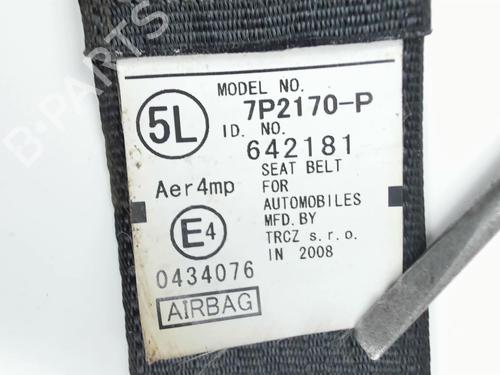 MODEL NO.
7P2170-P
5L
ID. NO.
642181
SEAT BELT
Aer4mp
FOR
AUTOMOBILES
E4
MFD. BY
TRCZ s.r.o.
0434076
IN 2008
AIRBAG
B-PARTS